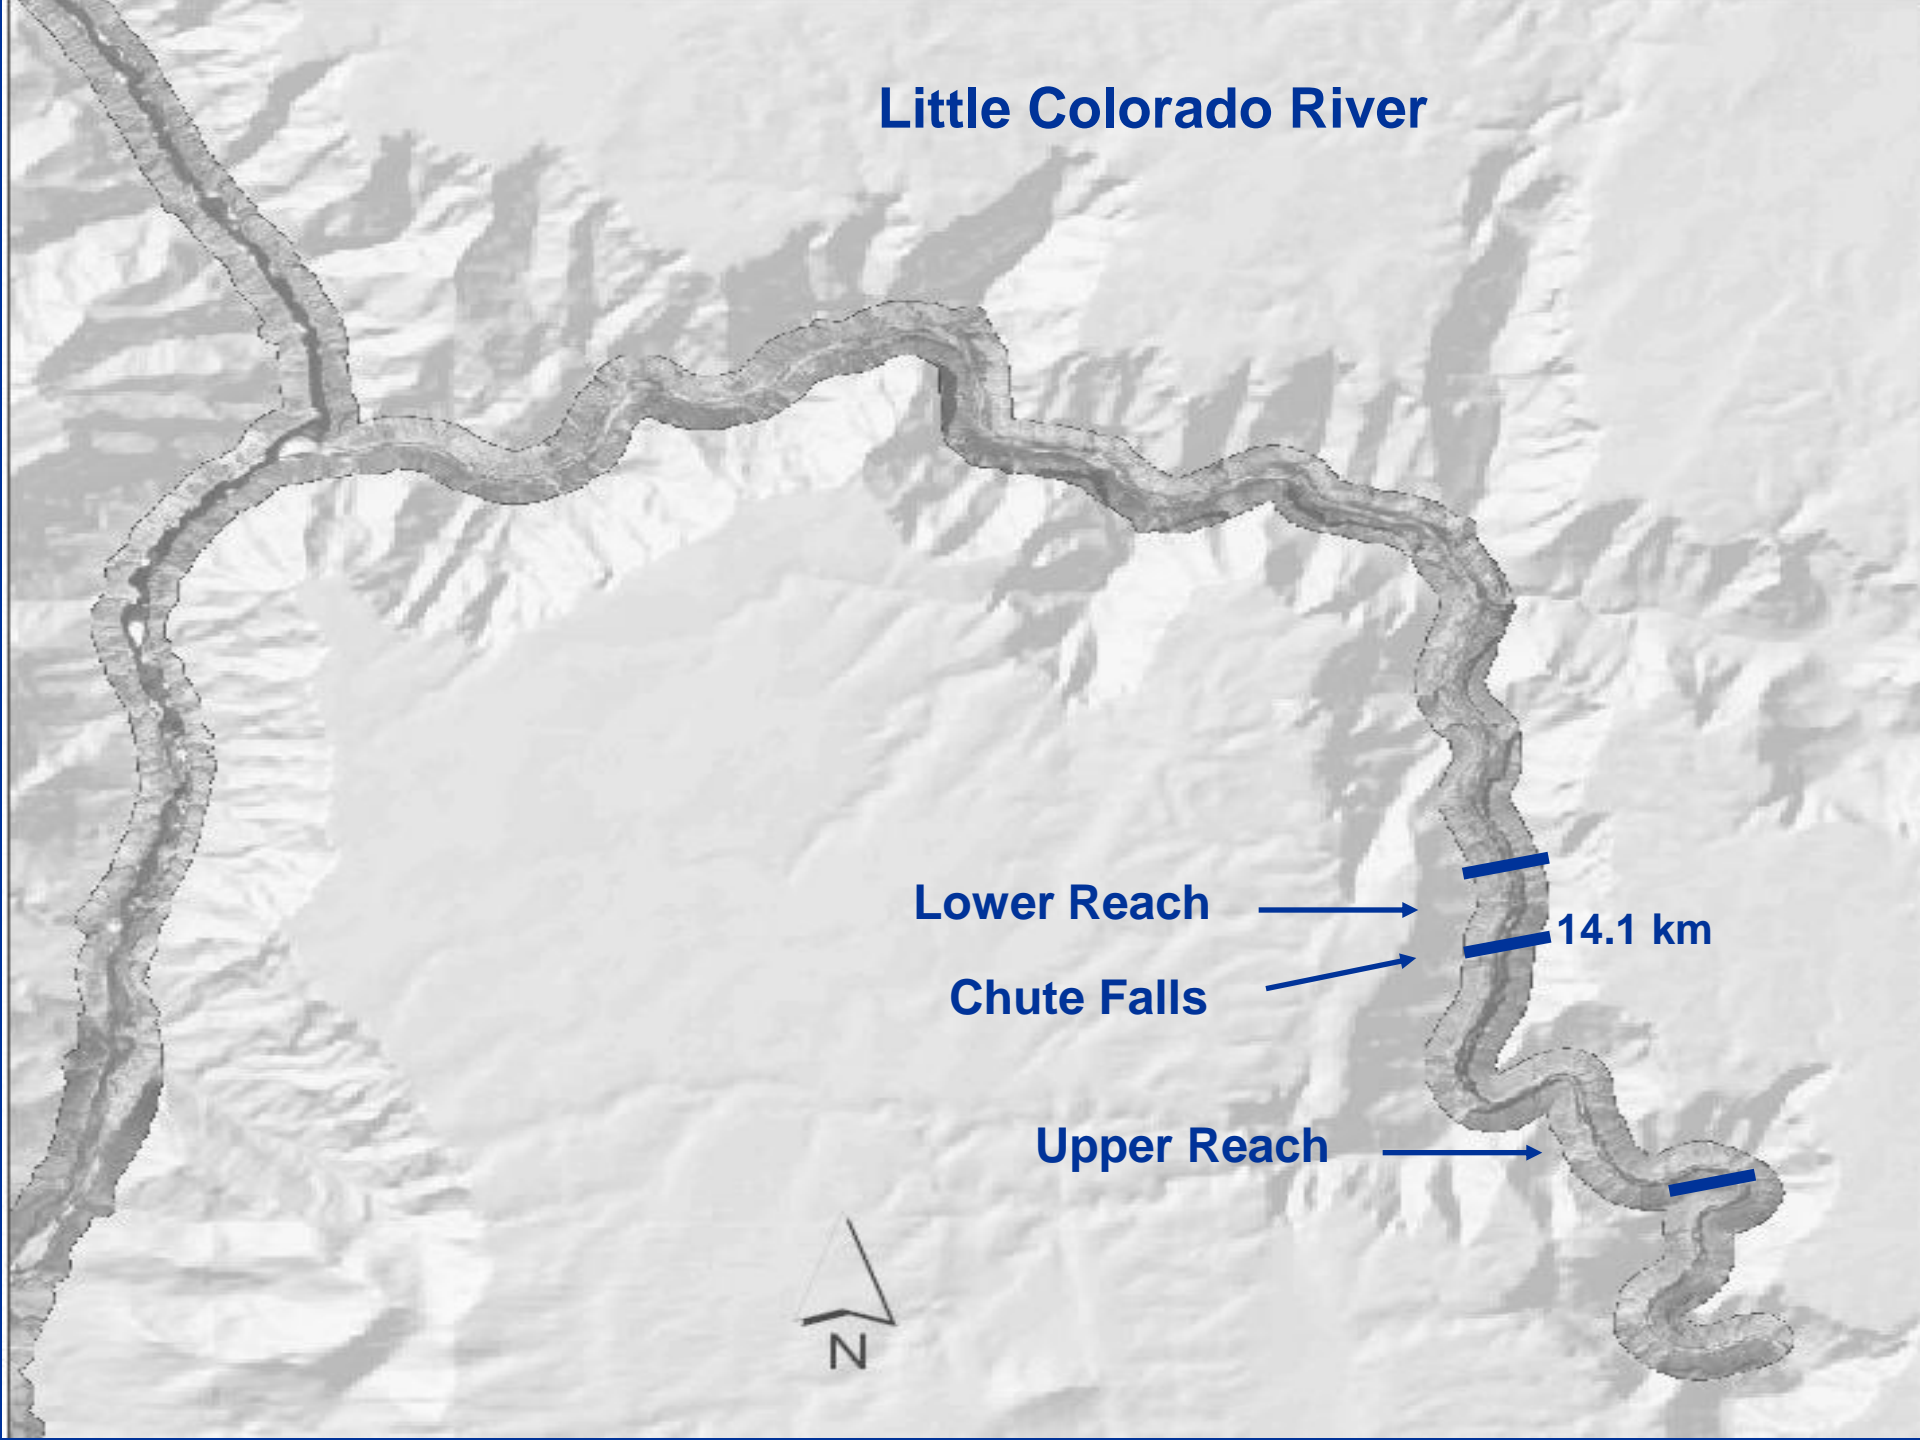 Little Colorado River
Lower Reach
14.1 km
Chute Falls
Upper Reach
N